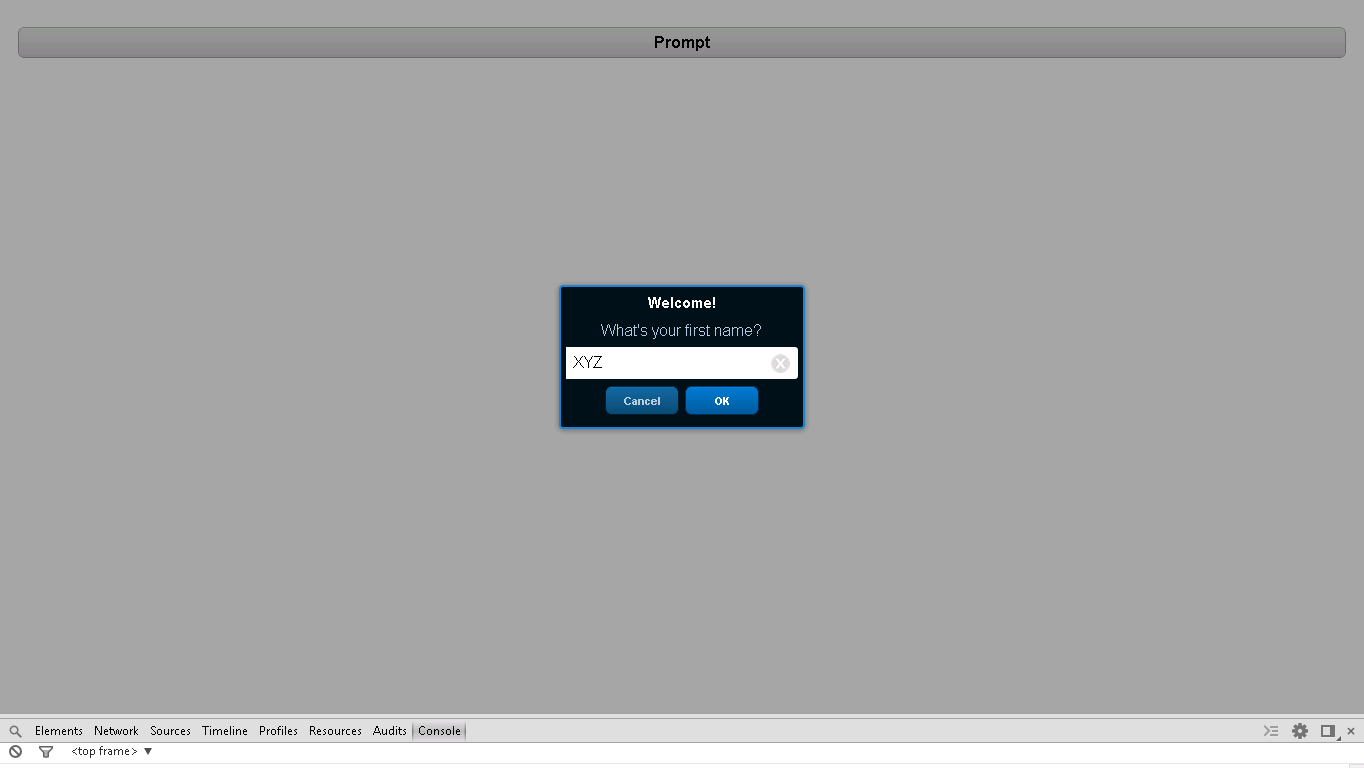 Prompt
Welcome!
What's your first name?
XYZ
Cancel OK
Elements Network Sources Timeline Profiles Resources Audits Console
<top frame> ▼